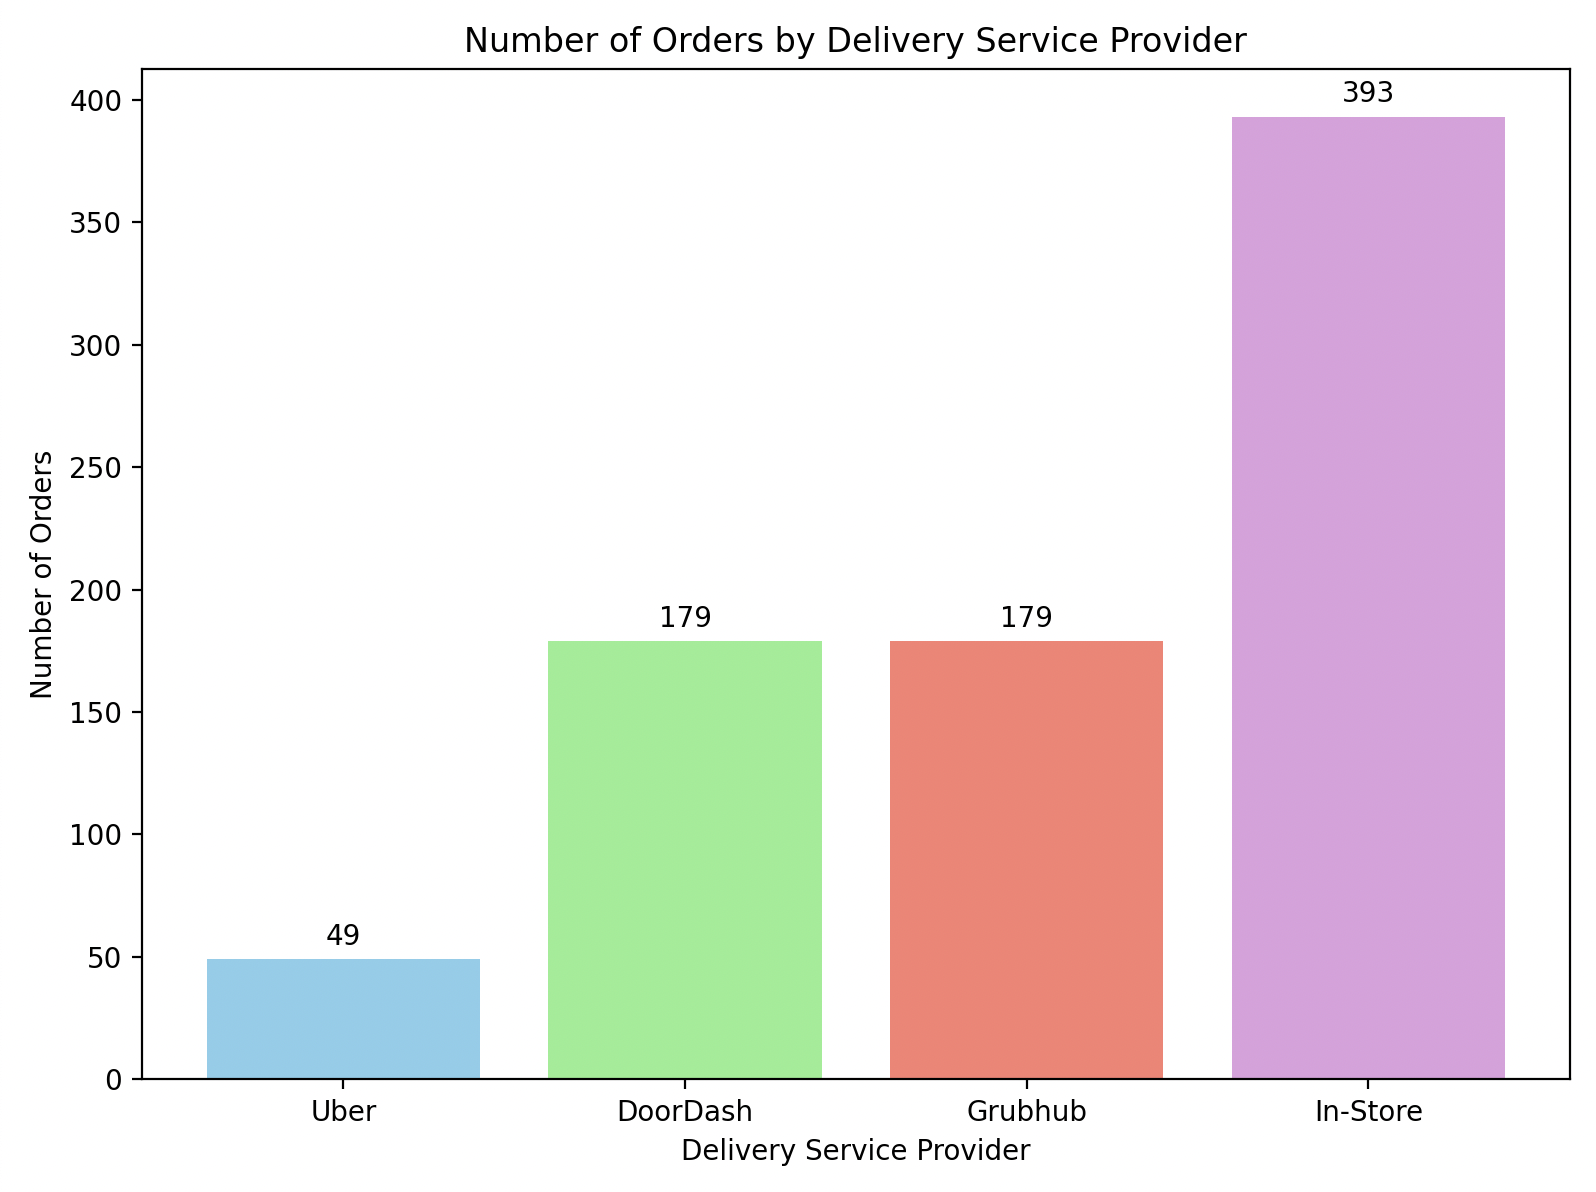 Number of Orders by Delivery Service Provider
Number of Orders
400
350
300
250
200
150
100
50
0
49
179
179
393
Uber
DoorDash
Grubhub
In-Store
Delivery Service Provider